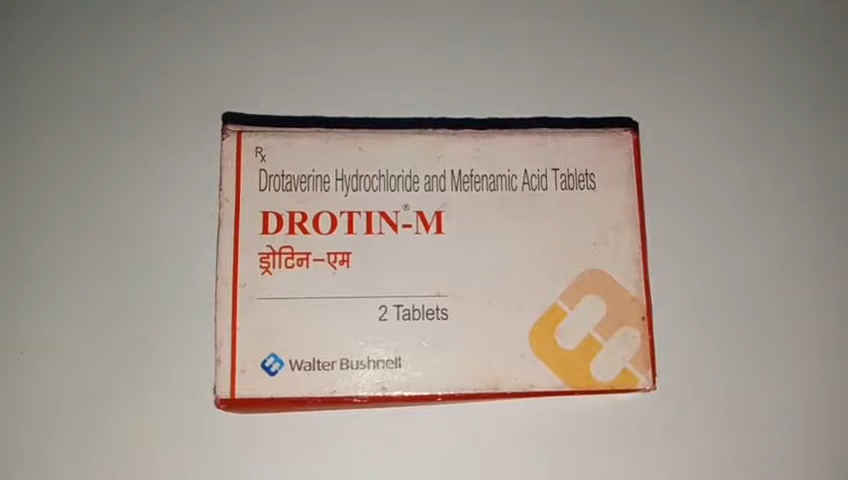 Rx
Drotaverine Hydrochloride and Mefenamic Acid Tablets
DROTIN®-M
ड्रोटिन-एम
2 Tablets
Walter Bushnell